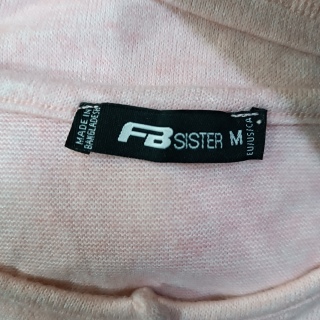 MADE IN
BANGLADESH
FB SISTER M
EU/US/CA